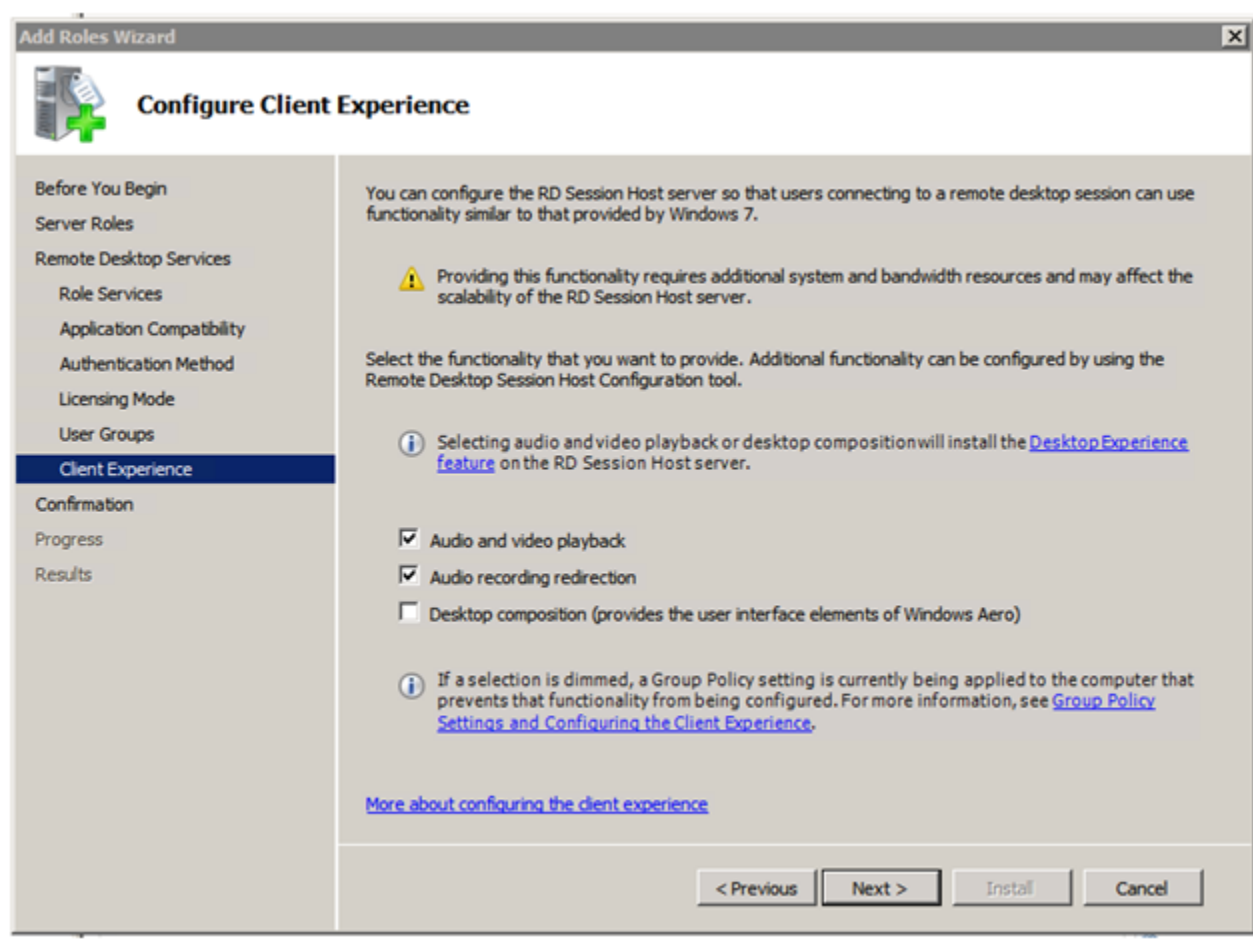 Add Roles Wizard
Configure Client Experience
Before You Begin
Server Roles
Remote Desktop Services
Role Services
Application Compatibility
Authentication Method
Licensing Mode
User Groups
Client Experience
Confirmation
Progress
Results
You can configure the RD Session Host server so that users connecting to a remote desktop session can use
functionality similar to that provided by Windows 7.
Providing this functionality requires additional system and bandwidth resources and may affect the
scalability of the RD Session Host server.
Select the functionality that you want to provide. Additional functionality can be configured by using the
Remote Desktop Session Host Configuration tool.
Selecting audio and video playback or desktop composition will install the Desktop Experience
feature on the RD Session Host server.
Audio and video playback
Audio recording redirection
Desktop composition (provides the user interface elements of Windows Aero)
If a selection is dimmed, a Group Policy setting is currently being applied to the computer that
prevents that functionality from being configured. For more information, see Group Policy
Settings and Configuring the Client Experience.
More about configuring the client experience
< Previous
Next >
Install
Cancel